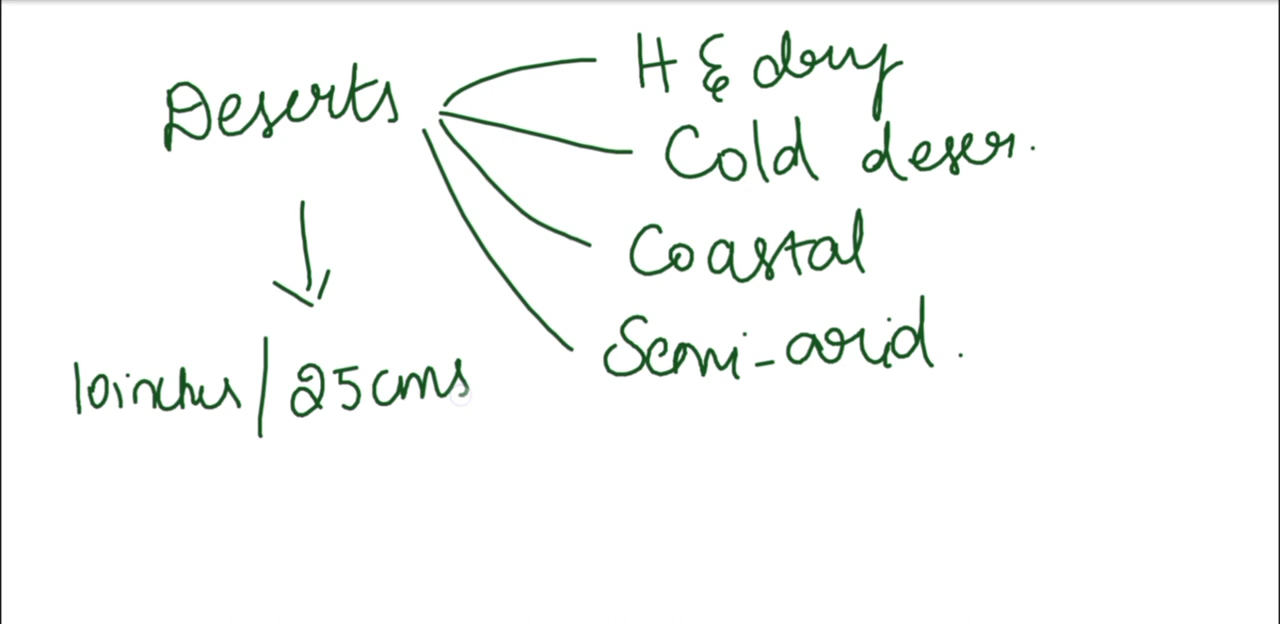 Deserts
H & dry
Cold deser.
Coastal
Semi-arid.
10inches/25cms